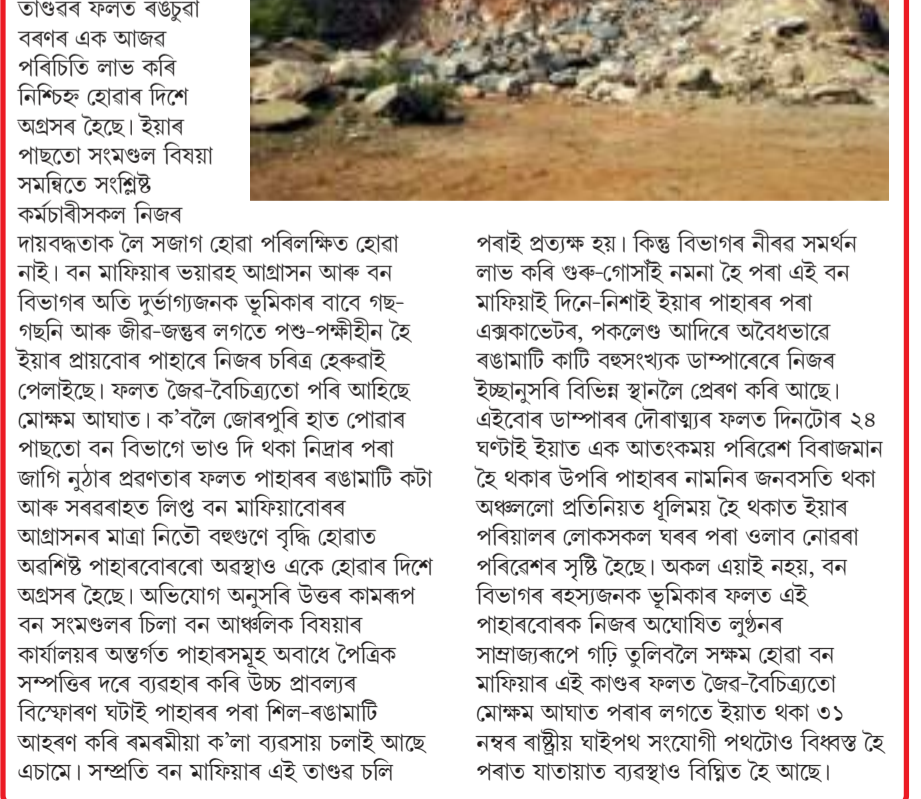 তাণ্ডৱৰ ফলত ৰঙচুৱা
বৰণৰ এক আজৱ
পৰিচিতি লাভ কৰি
নিশ্চিহ্ন হোৱাৰ দিশে
অগ্ৰসৰ হৈছে। ইয়াৰ
পাছতো সংমণ্ডল বিষয়া
সমন্বিতে সংশ্লিষ্ট
কৰ্মচাৰীসকল নিজৰ
দায়বদ্ধতাক লৈ সজাগ হোৱা পৰিলক্ষিত হোৱা
নাই। বন মাফিয়াৰ ভয়াৱহ আগ্ৰাসন আৰু বন
বিভাগৰ অতি দুৰ্ভাগ্যজনক ভূমিকাৰ বাবে গছ-
গছনি আৰু জীৱ-জন্তুৰ লগতে পশু-পক্ষীহীন হৈ
ইয়াৰ প্ৰায়বোৰ পাহাৰে নিজৰ চৰিত্ৰ হেৰুৱাই
পেলাইছে। ফলত জৈৱ-বৈচিত্ৰ্যতো পৰি আহিছে
মোক্ষম আঘাত। ক’বলৈ জোৰপুৰি হাত পোৱাৰ
পাছতো বন বিভাগে ভাও দি থকা নিদ্ৰাৰ পৰা
জাগি নুঠাৰ প্ৰৱণতাৰ ফলত পাহাৰৰ ৰঙামাটি কটা
আৰু সৰৱৰাহত লিপ্ত বন মাফিয়াবোৰৰ
আগ্ৰাসনৰ মাত্ৰা নিতৌ বহুগুণে বৃদ্ধি হোৱাত
অৱশিষ্ট পাহাৰবোৰৰো অৱস্থাও একে হোৱাৰ দিশে
অগ্ৰসৰ হৈছে। অভিযোগ অনুসৰি উত্তৰ কামৰূপ
বন সংমণ্ডলৰ চিলা বন আঞ্চলিক বিষয়াৰ
কাৰ্যালয়ৰ অন্তৰ্গত পাহাৰসমূহ অবাধে পৈত্ৰিক
সম্পত্তিৰ দৰে ব্যৱহাৰ কৰি উচ্চ প্ৰাবল্যৰ
বিস্ফোৰণ ঘটাই পাহাৰৰ পৰা শিল-ৰঙামাটি
আহৰণ কৰি ৰমৰমীয়া ক’লা ব্যৱসায় চলাই আছে
এচামে। সম্প্ৰতি বন মাফিয়াৰ এই তাণ্ডৱ চলি
পৰাই প্ৰত্যক্ষ হয়। কিন্তু বিভাগৰ নীৰৱ সমৰ্থন
লাভ কৰি গুৰু-গোসাঁই নমনা হৈ পৰা এই বন
মাফিয়াই দিনে-নিশাই ইয়াৰ পাহাৰৰ পৰা
এক্সকাভেটৰ, পকলেণ্ড আদিৰে অবৈধভাৱে
ৰঙামাটি কাটি বহুসংখ্যক ডাম্পাৰেৰে নিজৰ
ইচ্ছানুসৰি বিভিন্ন স্থানলৈ প্ৰেৰণ কৰি আছে।
এইবোৰ ডাম্পাৰৰ দৌৰাত্ম্যৰ ফলত দিনটোৰ ২৪
ঘণ্টাই ইয়াত এক আতংকময় পৰিৱেশ বিৰাজমান
হৈ থকাৰ উপৰি পাহাৰৰ নামনিৰ জনবসতি থকা
অঞ্চললো প্ৰতিনিয়ত ধূলিময় হৈ থকাত ইয়াৰ
পৰিয়ালৰ লোকসকল ঘৰৰ পৰা ওলাব নোৱৰা
পৰিৱেশৰ সৃষ্টি হৈছে। অকল এয়াই নহয়, বন
বিভাগৰ ৰহস্যজনক ভূমিকাৰ ফলত এই
পাহাৰবোৰক নিজৰ অঘোষিত লুণ্ঠনৰ
সাম্ৰাজ্যৰূপে গঢ়ি তুলিবলৈ সক্ষম হোৱা বন
মাফিয়াৰ এই কাণ্ডৰ ফলত জৈৱ-বৈচিত্ৰ্যতো
মোক্ষম আঘাত পৰাৰ লগতে ইয়াত থকা ৩১
নম্বৰ ৰাষ্ট্ৰীয় ঘাইপথ সংযোগী পথটোও বিধ্বস্ত হৈ
পৰাত যাতায়াত ব্যৱস্থাও বিঘ্নিত হৈ আছে।